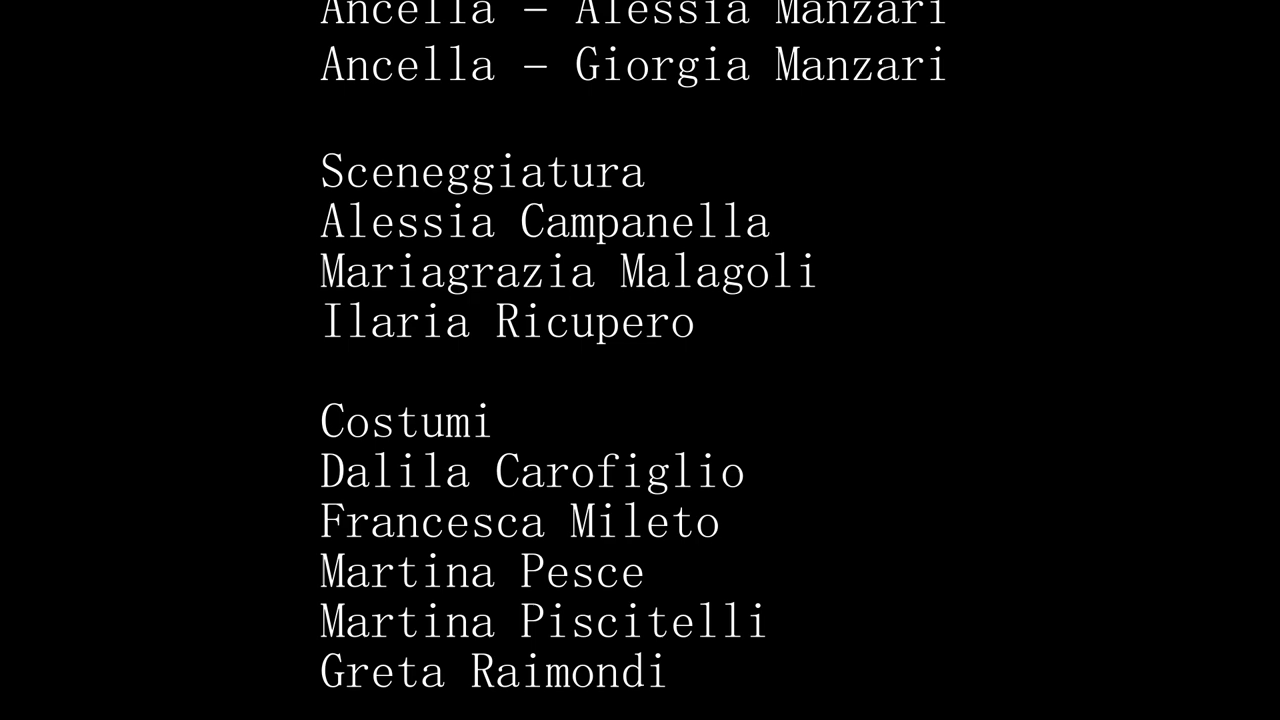 Ancella – Alessia Manzari
Ancella – Giorgia Manzari
Sceneggiatura
Alessia Campanella
Mariagrazia Malagoli
Ilaria Ricupero
Costumi
Dalila Carofiglio
Francesca Mileto
Martina Pesce
Martina Piscitelli
Greta Raimondi